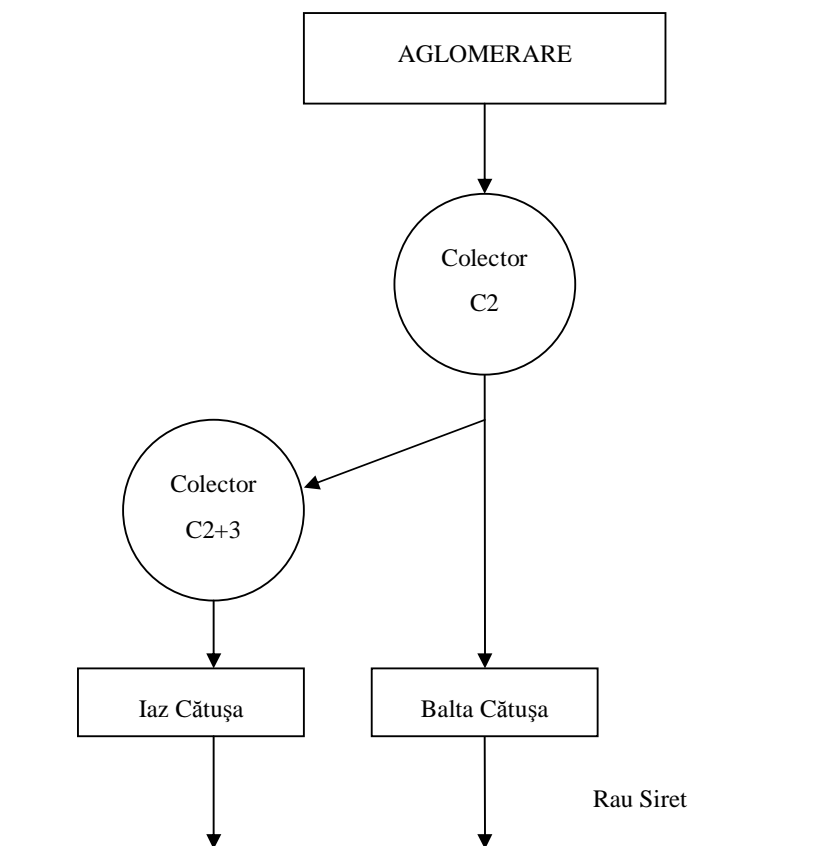 AGLOMERARE
Colector
C2
Colector
C2+3
Iaz Cătuşa
Balta Cătuşa
Rau Siret